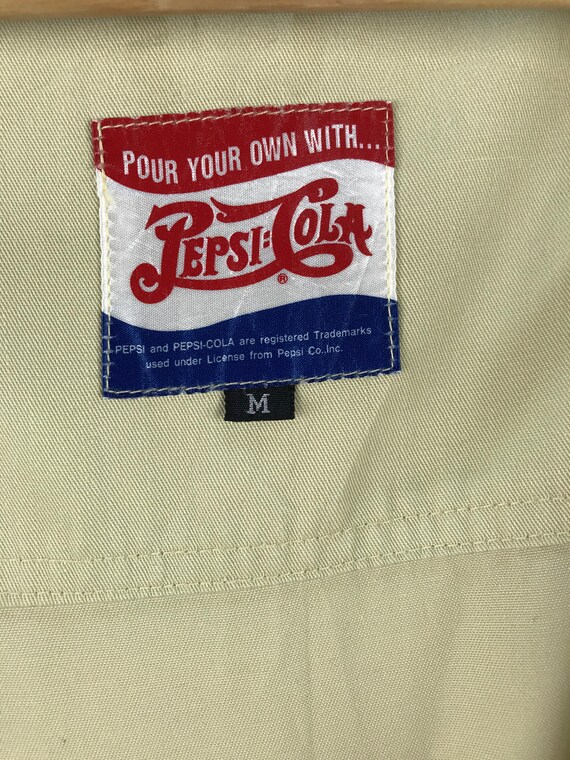 POUR YOUR OWN WITH...
PEPSI:COLA
®
PEPSI and PEPSI-COLA are registered Trademarks
used under License from Pepsi Co.,Inc.
M